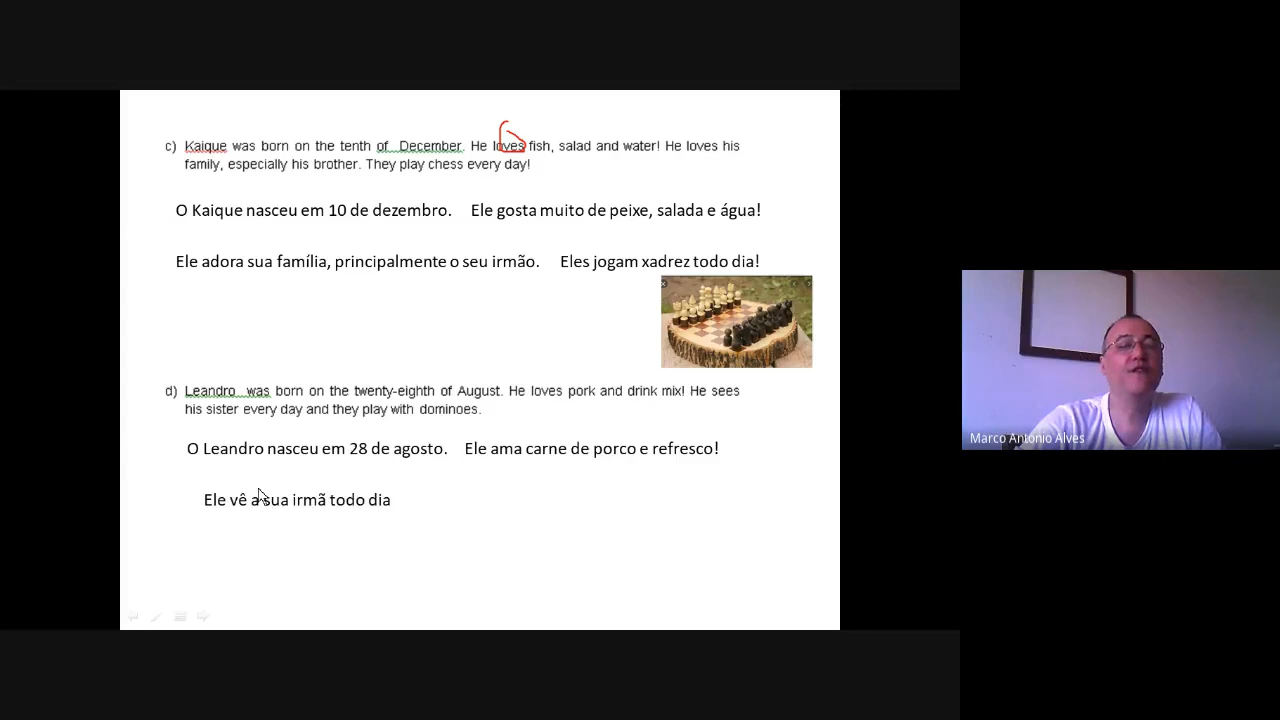 c) Kaique was born on the tenth of December. He loves fish, salad and water! He loves his
family, especially his brother. They play chess every day!
O Kaique nasceu em 10 de dezembro. Ele gosta muito de peixe, salada e água!
Ele adora sua família, principalmente o seu irmão. Eles jogam xadrez todo dia!
d) Leandro was born on the twenty-eighth of August. He loves pork and drink mix! He sees
his sister every day and they play with dominoes.
O Leandro nasceu em 28 de agosto. Ele ama carne de porco e refresco!
Ele vê a sua irmã todo dia
Marco Antonio Alves